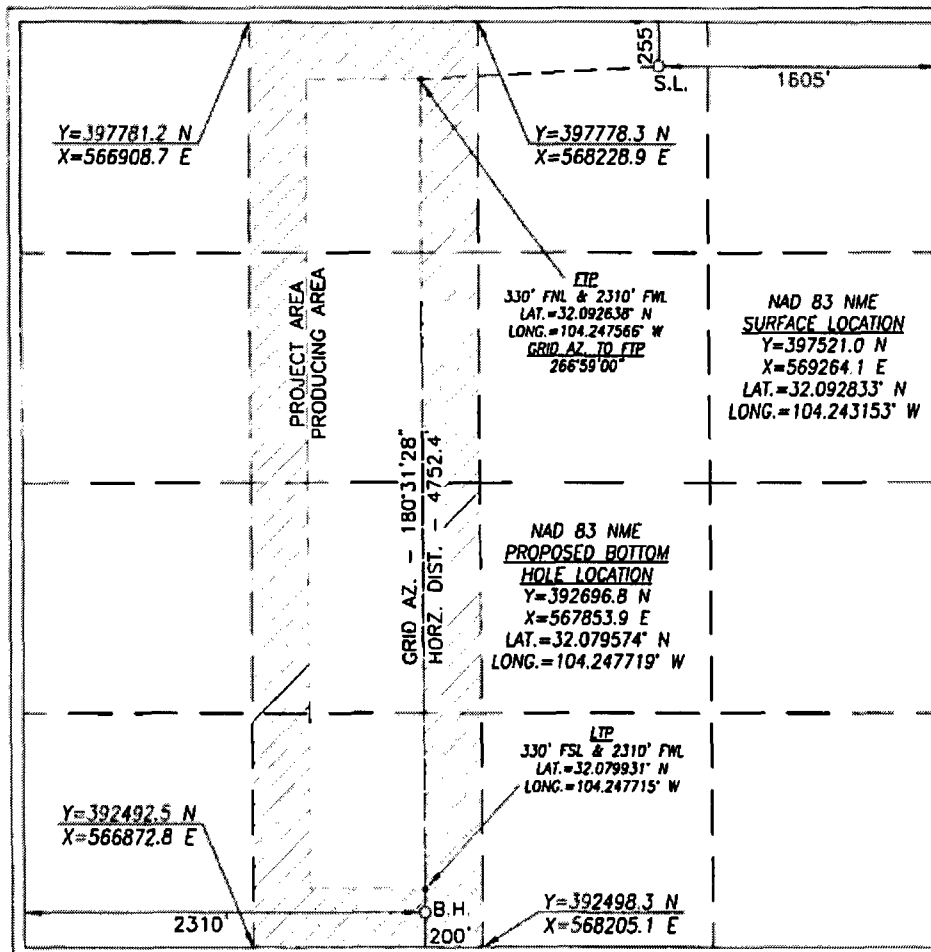 255
S.L.
1605'
Y=397781.2 N
X=566908.7 E
Y=397778.3 N
X=568228.9 E
PROJECT AREA
PRODUCING AREA
FTP
330' FNL & 2310' FWL
LAT.=32.092638° N
LONG.=104.247566° W
GRID AZ. TO FTP
266°59'00"
NAD 83 NME
SURFACE LOCATION
Y=397521.0 N
X=569264.1 E
LAT.=32.092833° N
LONG.=104.243153° W
GRID AZ. - 180°31'28"
HORZ. DIST. - 4752.4'
NAD 83 NME
PROPOSED BOTTOM
HOLE LOCATION
Y=392696.8 N
X=567853.9 E
LAT.=32.079574° N
LONG.=104.247719° W
LTP
330' FSL & 2310' FWL
LAT.=32.079931° N
LONG.=104.247715° W
Y=392492.5 N
X=566872.8 E
2310'
B.H.
200'
Y=392498.3 N
X=568205.1 E